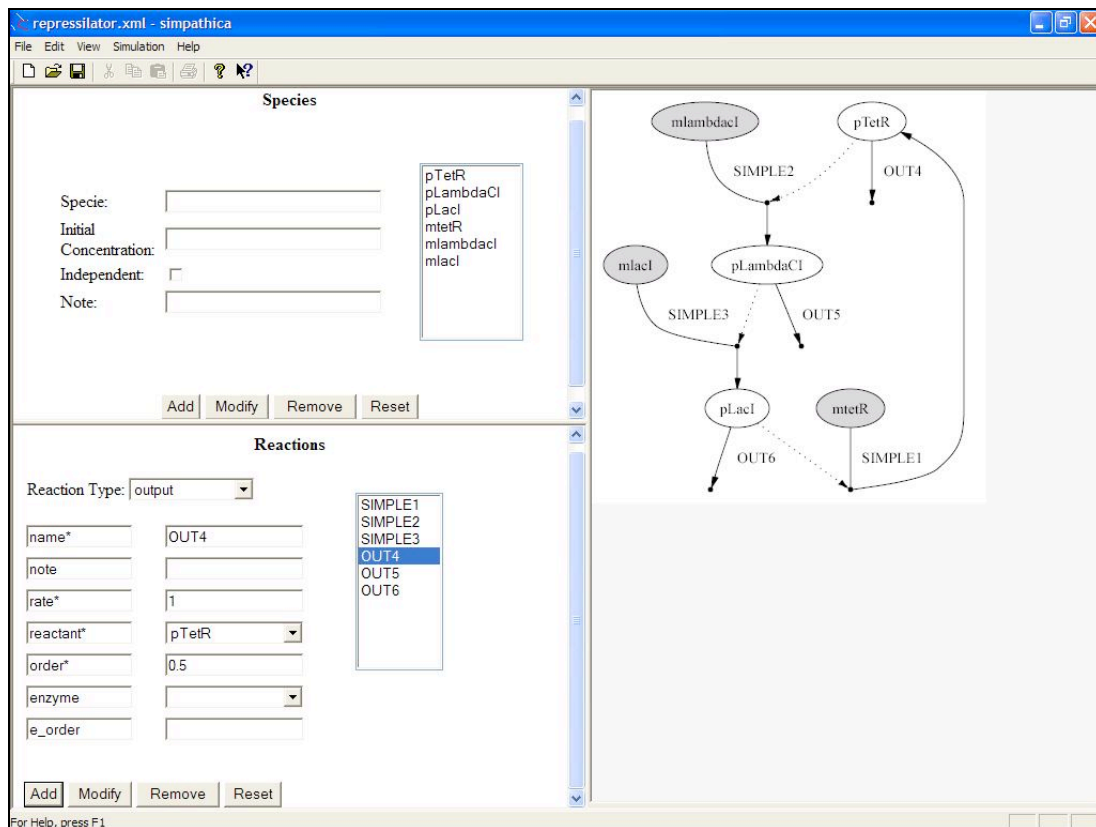 repressilator.xml - simpathica
File Edit View Simulation Help
Species
Specie:
Initial
Concentration:
Independent:
Note:
pTetR
pLambdaCI
pLacI
mtetR
mlambdacI
mlacI
Add Modify Remove Reset
Reactions
Reaction Type: output
name* OUT4
note
rate* 1
reactant* pTetR
order* 0.5
enzyme
e_order
SIMPLE1
SIMPLE2
SIMPLE3
OUT4
OUT5
OUT6
Add Modify Remove Reset
mlambdacI pTetR
SIMPLE2 OUT4
mlacI pLambdaCI
SIMPLE3 OUT5
pLacI mtetR
OUT6 SIMPLE1
For Help, press F1